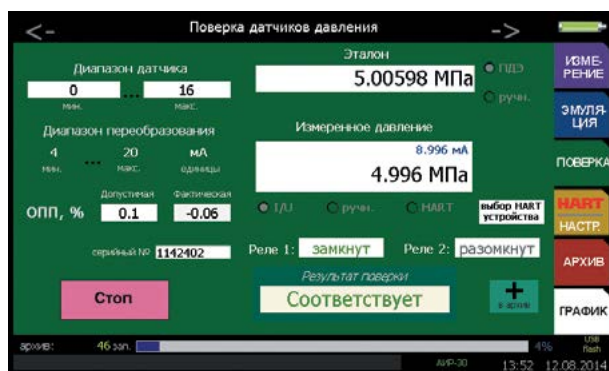 <- Поверка датчиков давления ->
Диапазон датчика
0 ... 16
мин. макс.
Диапазон переобразования
4 ... 20 мА
мин. макс. единицы
Допустимая Фактическая
ОПП, % 0.1 -0.06
серийный № 1142402
Стоп
Эталон
5.00598 МПа
ПДЭ
ручн.
Измеренное давление
8.996 мА
4.996 МПа
I/U ручн. HART
выбор HART
устройства
Реле 1: замкнут Реле 2: разомкнут
Результат поверки
Соответствует
+
в архив
ИЗМЕ-
РЕНИЕ
ЭМУЛЯ-
ЦИЯ
ПОВЕРКА
HART
НАСТР.
АРХИВ
ГРАФИК
архив: 46 зап. 4% USB
flash
АИР-30 13:52 12.08.2014